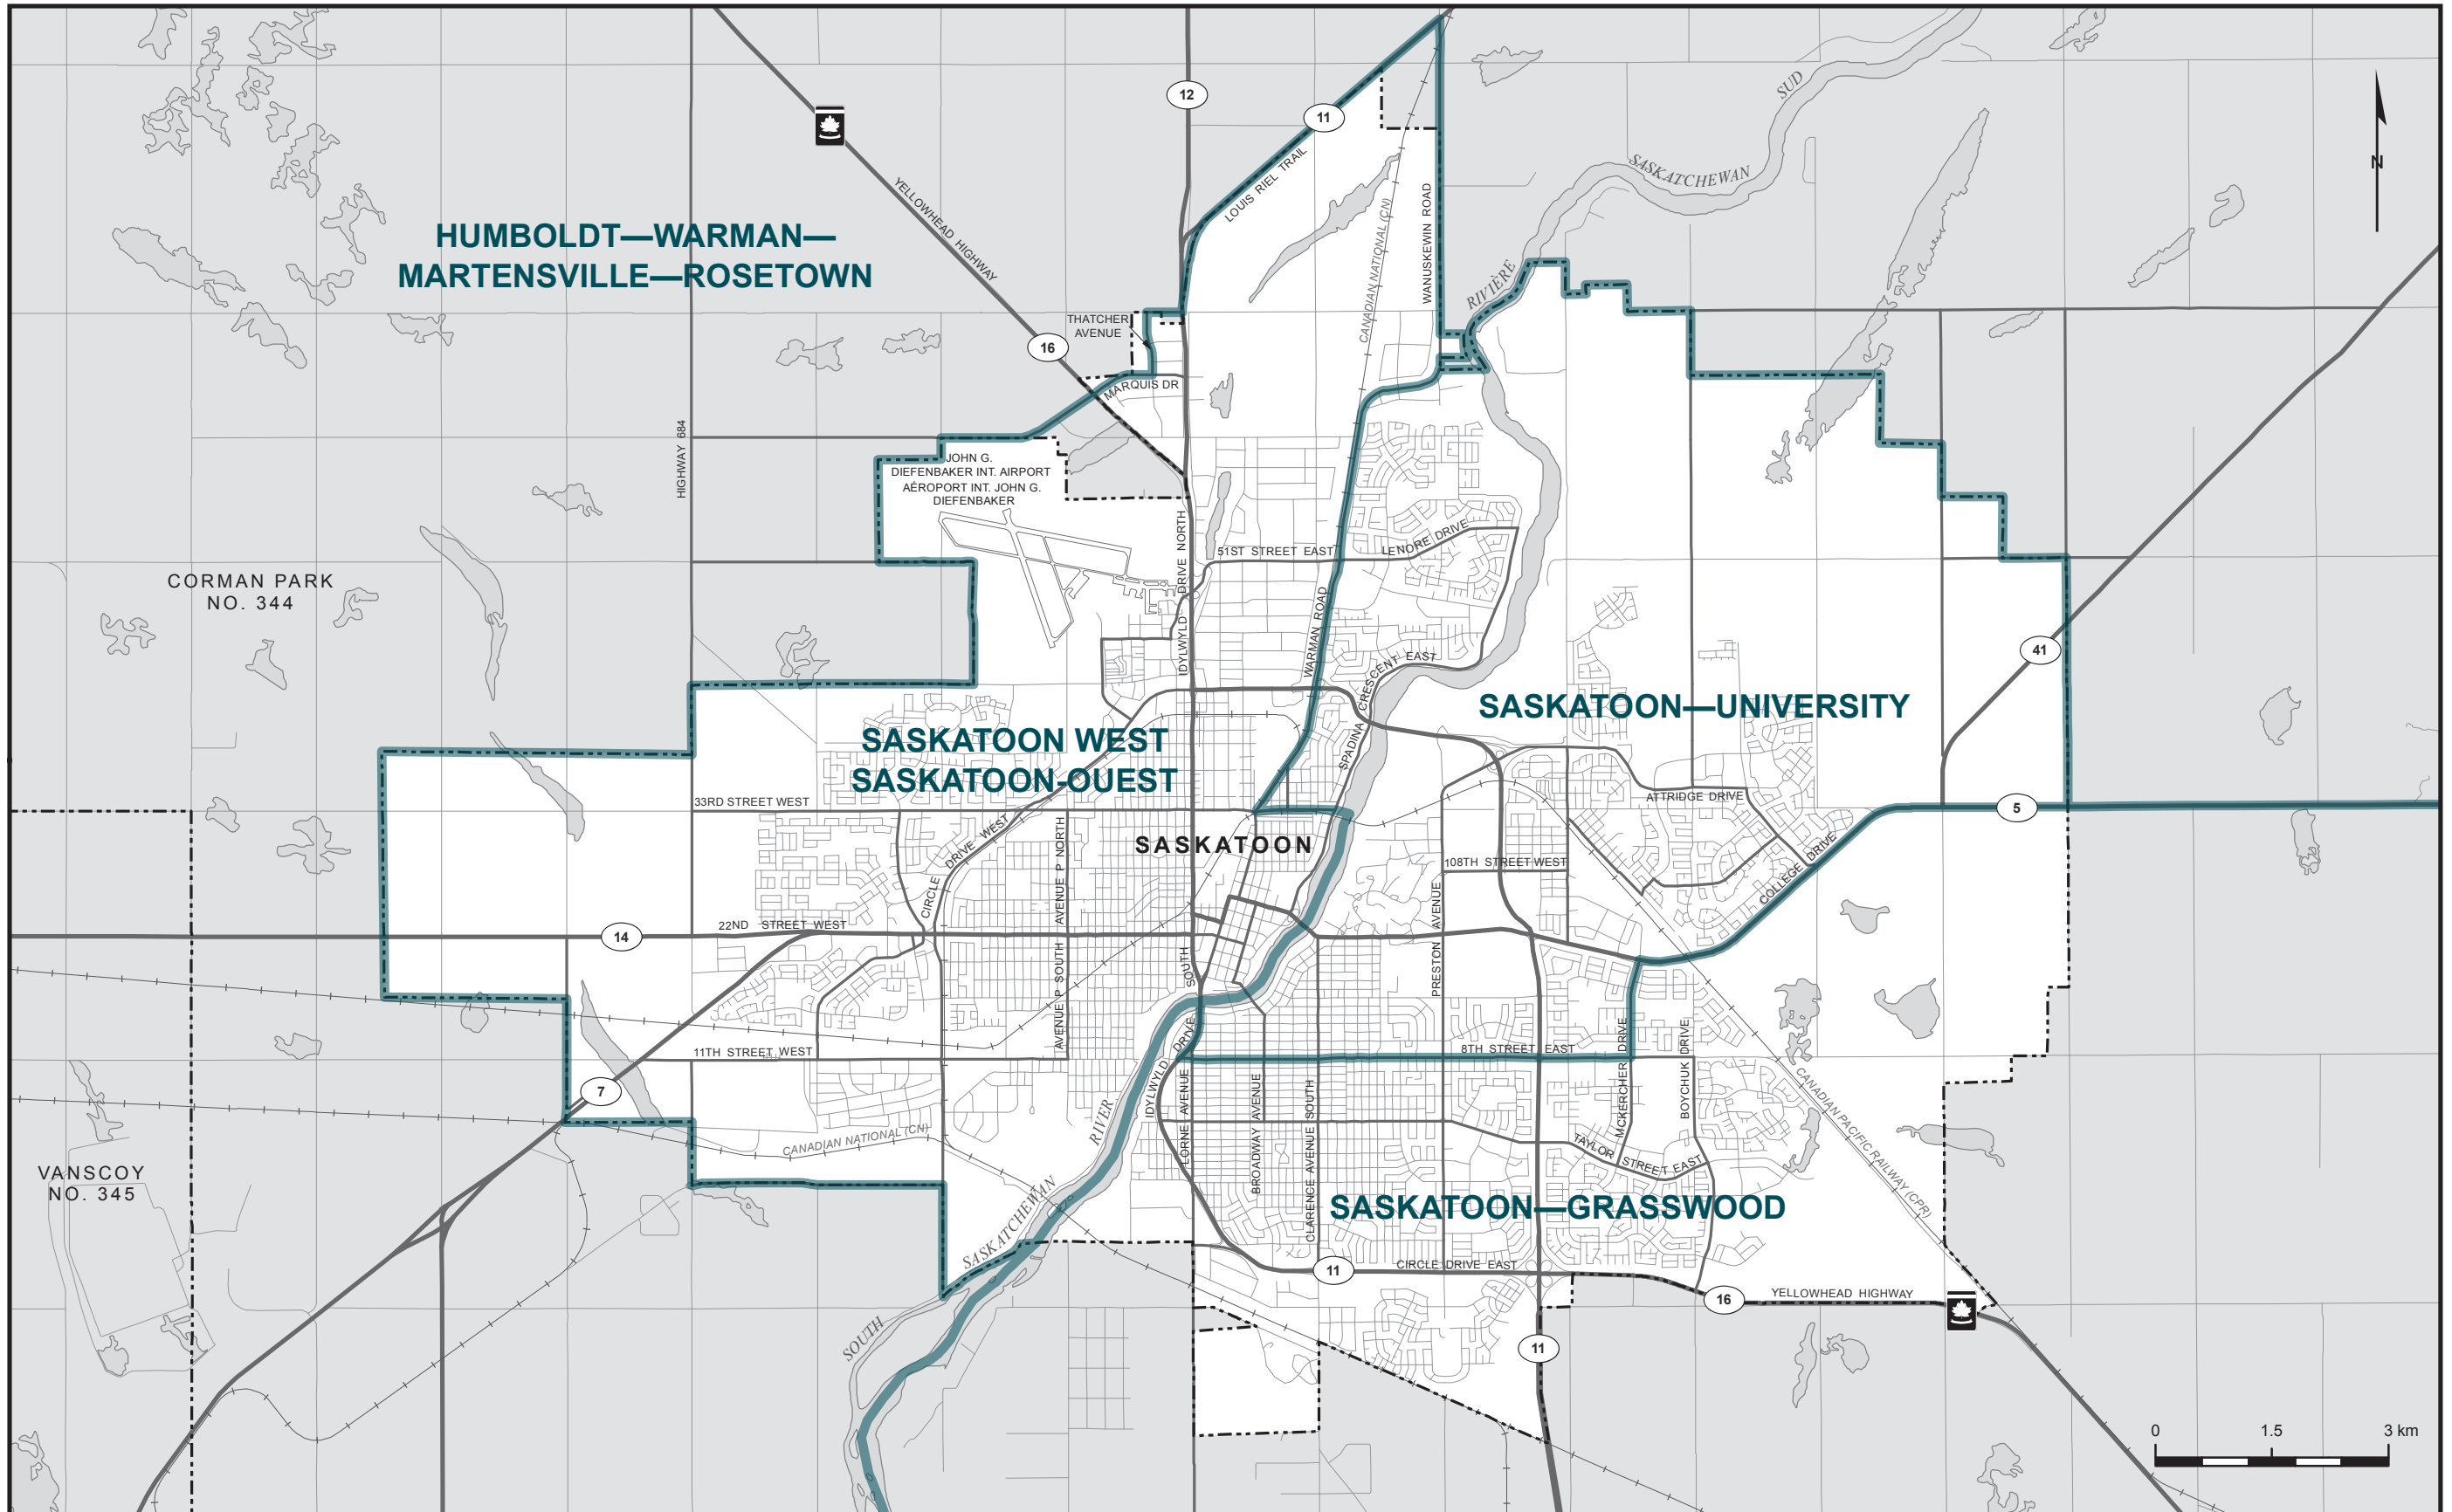 SUD
12
11
N
SASKATCHEWAN
YELLOWHEAD HIGHWAY
LOUIS RIEL TRAIL
CANADIAN NATIONAL (CN)
WANUSKEWIN ROAD
HUMBOLDT—WARMAN—
MARTENSVILLE—ROSETOWN
RIVIÈRE
THATCHER
AVENUE
16
MARQUIS DR
HIGHWAY 684
JOHN G.
DIEFENBAKER INT. AIRPORT
AÉROPORT INT. JOHN G.
DIEFENBAKER
IDYLWYLD DRIVE NORTH
51ST STREET EAST
LENORE DRIVE
CORMAN PARK
NO. 344
WARMAN ROAD
SPADINA CRESCENT EAST
41
SASKATOON—UNIVERSITY
SASKATOON WEST
SASKATOON-OUEST
33RD STREET WEST
ATTRIDGE DRIVE
5
CIRCLE DRIVE WEST
AVENUE P NORTH
SASKATOON
108TH STREET WEST
COLLEGE DRIVE
PRESTON AVENUE
22ND STREET WEST
14
AVENUE P SOUTH
IDYLWYLD DRIVE SOUTH
11TH STREET WEST
8TH STREET EAST
MCKERCHER DRIVE
BOYCHUK DRIVE
7
CANADIAN NATIONAL (CN)
LORNE AVENUE
BROADWAY AVENUE
CLARENCE AVENUE SOUTH
TAYLOR STREET EAST
CANADIAN PACIFIC RAILWAY (CPR)
VANSCOY
NO. 345
SOUTH SASKATCHEWAN RIVER
SASKATOON—GRASSWOOD
11
CIRCLE DRIVE EAST
16
YELLOWHEAD HIGHWAY
11
0 1.5 3 km